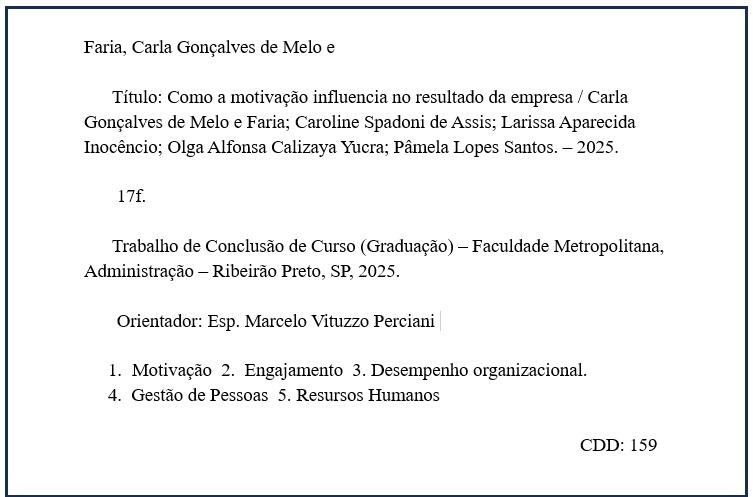 Faria, Carla Gonçalves de Melo e
Título: Como a motivação influencia no resultado da empresa / Carla
Gonçalves de Melo e Faria; Caroline Spadoni de Assis; Larissa Aparecida
Inocêncio; Olga Alfonsa Calizaya Yucra; Pâmela Lopes Santos. – 2025.
17f.
Trabalho de Conclusão de Curso (Graduação) – Faculdade Metropolitana,
Administração – Ribeirão Preto, SP, 2025.
Orientador: Esp. Marcelo Vituzzo Perciani
1. Motivação 2. Engajamento 3. Desempenho organizacional.
4. Gestão de Pessoas 5. Resursos Humanos
CDD: 159